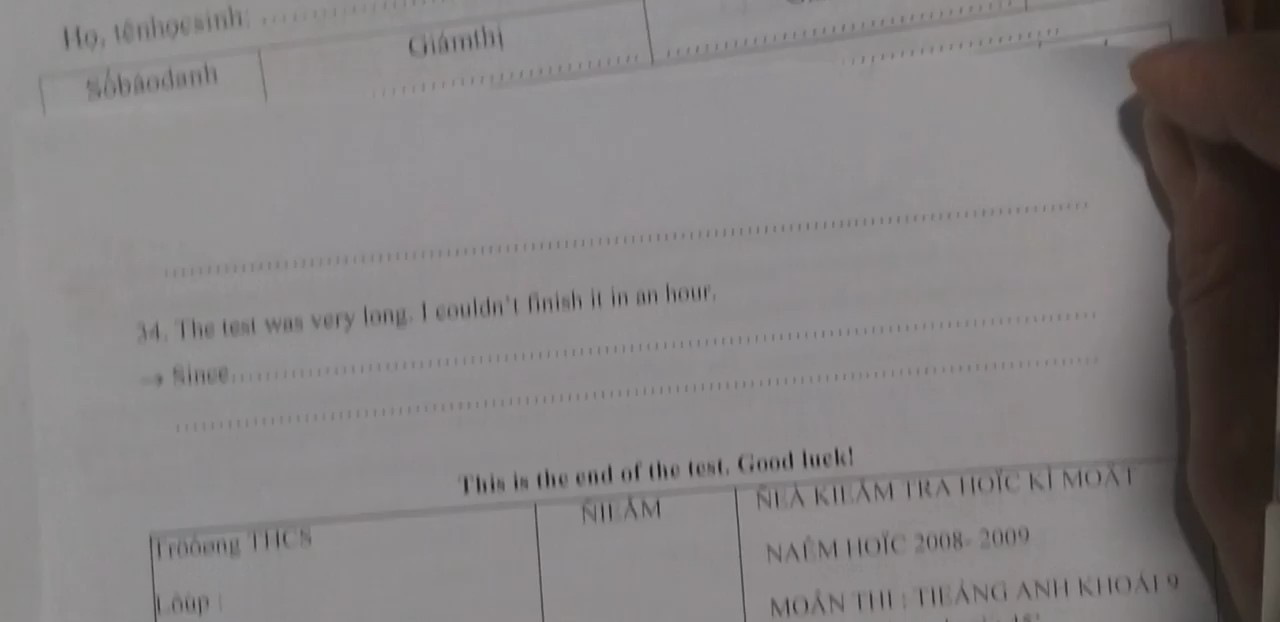 Họ, tênhọcsinh:
Sốbáodanh Giámthị
34. The test was very long. I couldn't finish it in an hour.
→ Since
This is the end of the test. Good luck!
Tröôøng THCS ÑIEÅM ÑEÀ KIEÅM TRA HOÏC KÌ MOÄT
NAÊM HOÏC 2008- 2009
Lôùp : MOÂN THI : TIEÁNG ANH KHOÁI 9